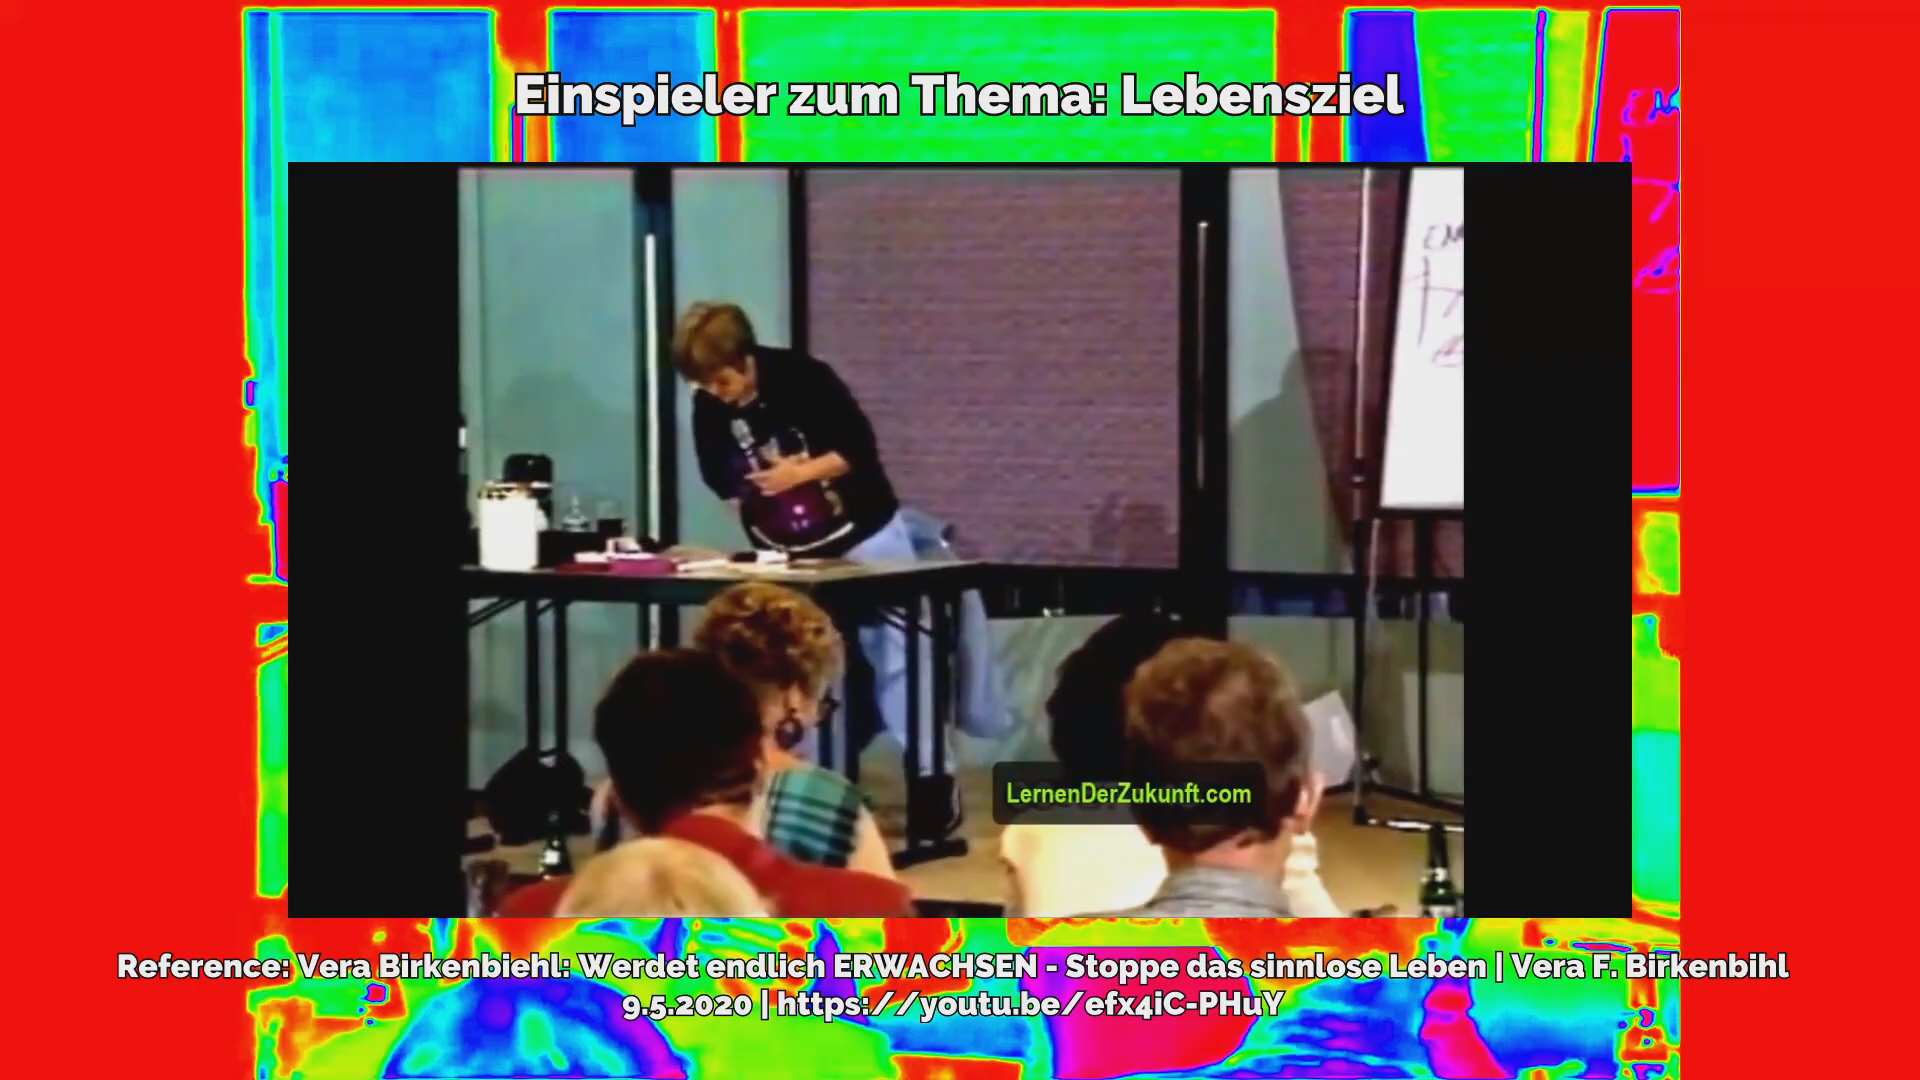 Einspieler zum Thema: Lebensziel
LernenDerZukunft.com
Reference: Vera Birkenbiehl: Werdet endlich ERWACHSEN - Stoppe das sinnlose Leben | Vera F. Birkenbihl
9.5.2020 | https://youtu.be/efx4iC-PHuY